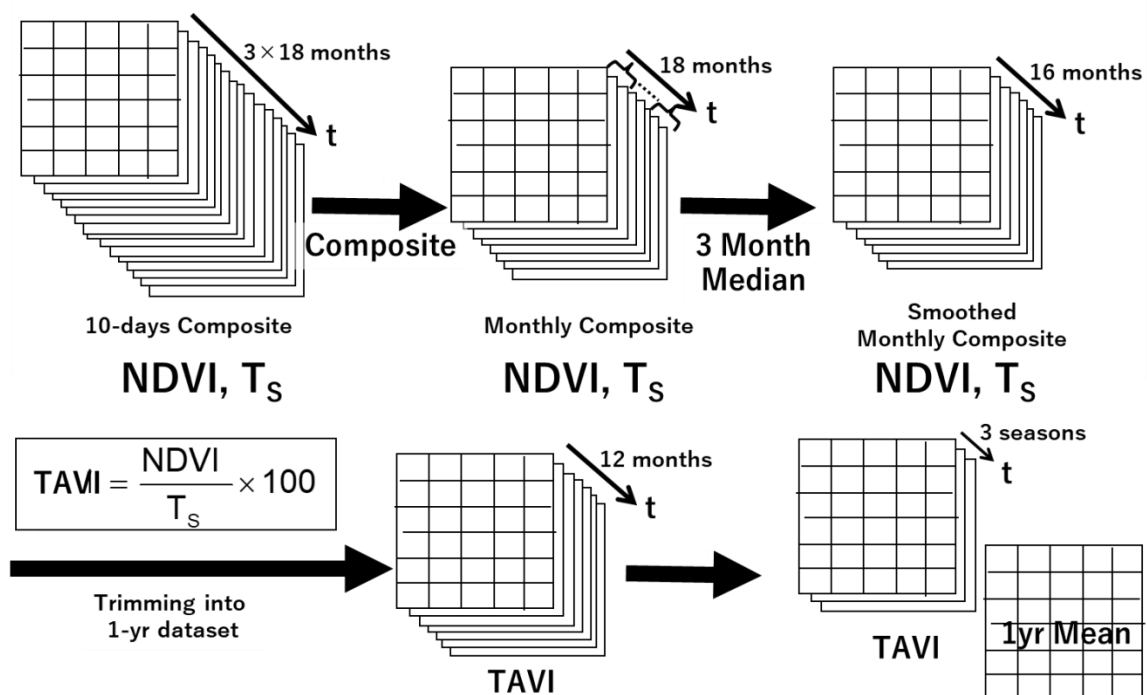 3×18 months
t
10-days Composite
NDVI, TS
Composite
18 months
t
Monthly Composite
NDVI, TS
3 Month
Median
16 months
t
Smoothed
Monthly Composite
NDVI, TS
TAVI = NDVI / TS × 100
Trimming into
1-yr dataset
12 months
t
TAVI
3 seasons
t
TAVI
1yr Mean